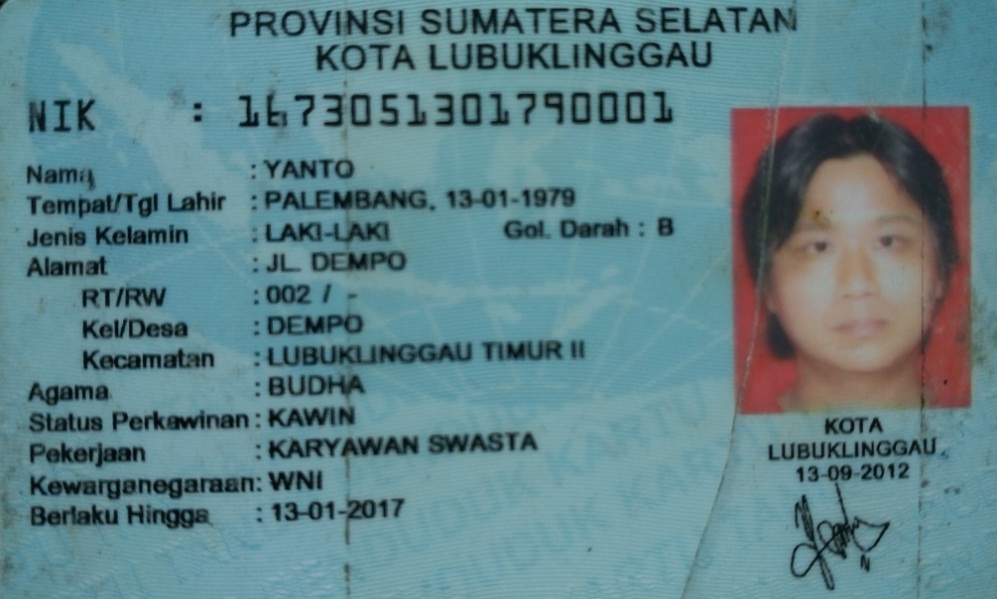 PROVINSI SUMATERA SELATAN
KOTA LUBUKLINGGAU
NIK : 1673051301790001
Nama : YANTO
Tempat/Tgl Lahir : PALEMBANG, 13-01-1979
Jenis Kelamin : LAKI-LAKI Gol. Darah : B
Alamat : JL. DEMPO
RT/RW : 002 / -
Kel/Desa : DEMPO
Kecamatan : LUBUKLINGGAU TIMUR II
Agama : BUDHA
Status Perkawinan : KAWIN
Pekerjaan : KARYAWAN SWASTA
Kewarganegaraan : WNI
Berlaku Hingga : 13-01-2017
KOTA
LUBUKLINGGAU
13-09-2012